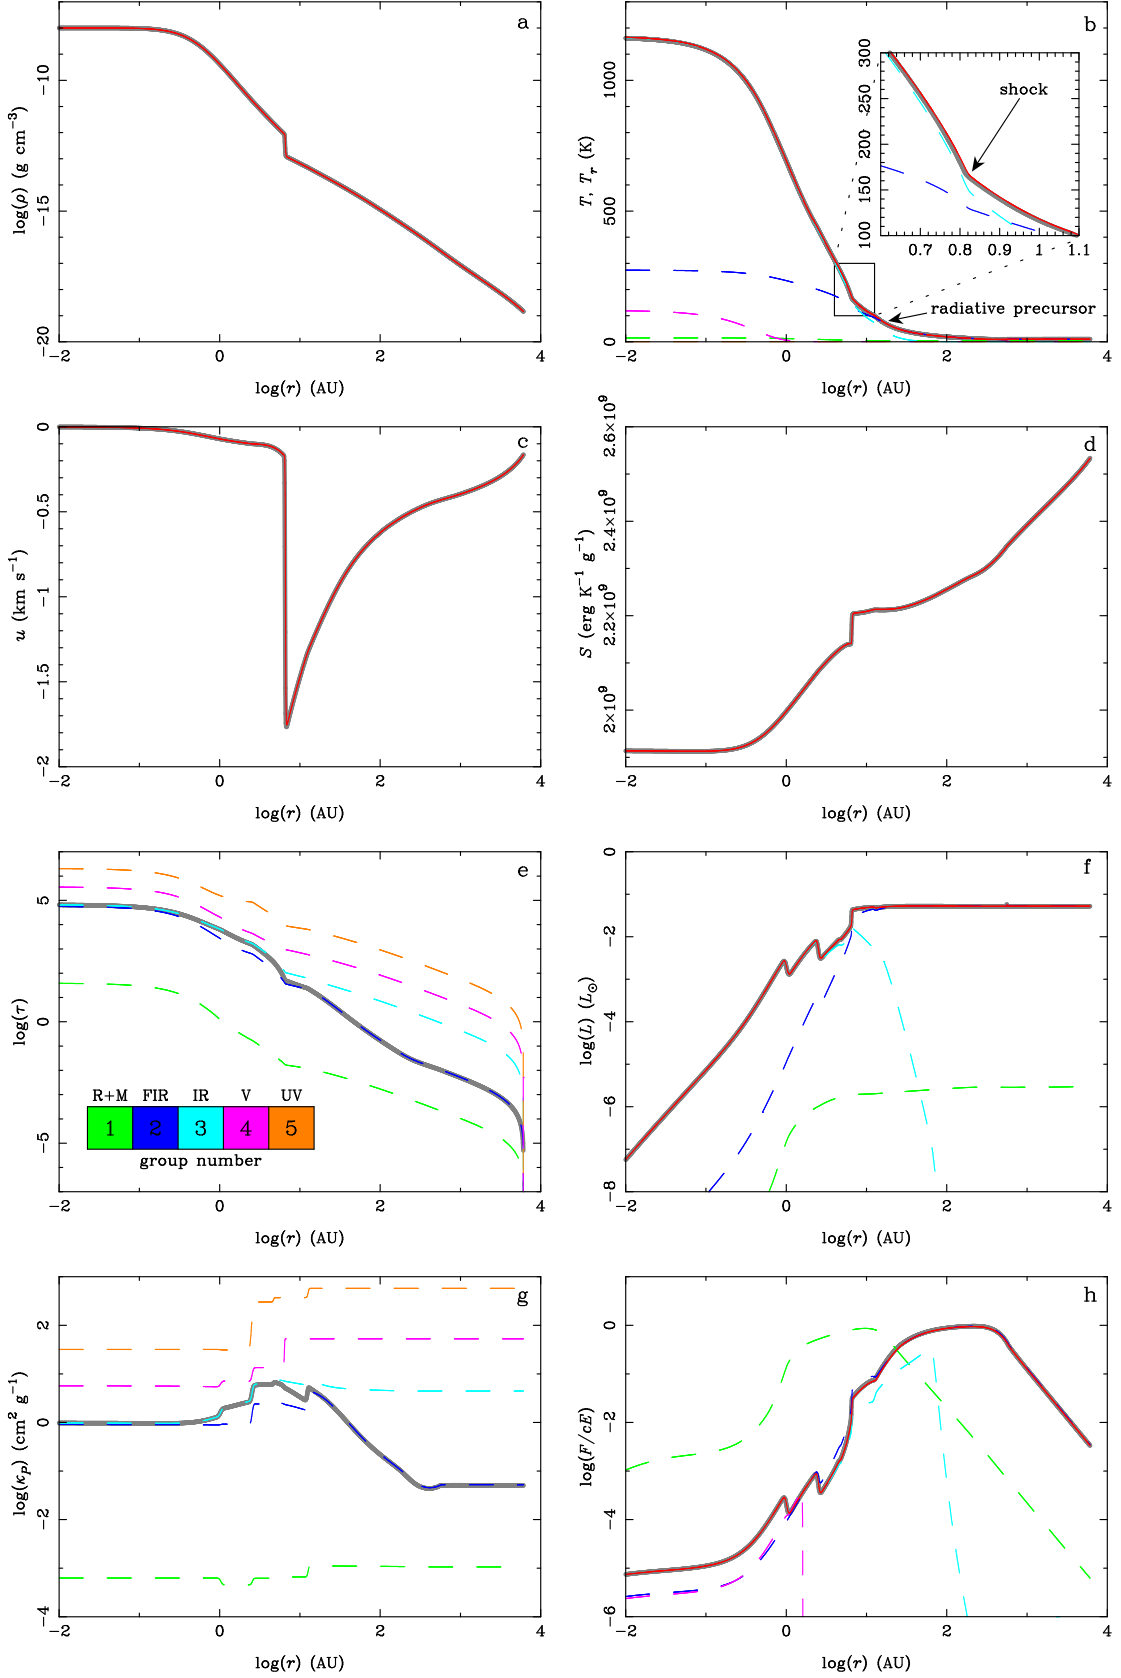 a
log(ρ) (g cm⁻³)
−10
−15
−20
−2
0
2
4
log(r) (AU)
b
T, Tᵣ (K)
1000
500
0
300
250
200
150
100
0.7
0.8
0.9
1
1.1
shock
radiative precursor
−2
0
2
4
log(r) (AU)
c
u (km s⁻¹)
0
−0.5
−1
−1.5
−2
−2
0
2
4
log(r) (AU)
d
S (erg K⁻¹ g⁻¹)
2.6×10⁹
2.4×10⁹
2.2×10⁹
2×10⁹
−2
0
2
4
log(r) (AU)
e
log(τ)
5
0
−5
R+M FIR IR V UV
1 2 3 4 5
group number
−2
0
2
4
log(r) (AU)
f
log(L) (L⊙)
0
−2
−4
−6
−8
−2
0
2
4
log(r) (AU)
g
log(κ_P) (cm² g⁻¹)
2
0
−2
−4
−2
0
2
4
log(r) (AU)
h
log(F/cE)
0
−2
−4
−6
−2
0
2
4
log(r) (AU)